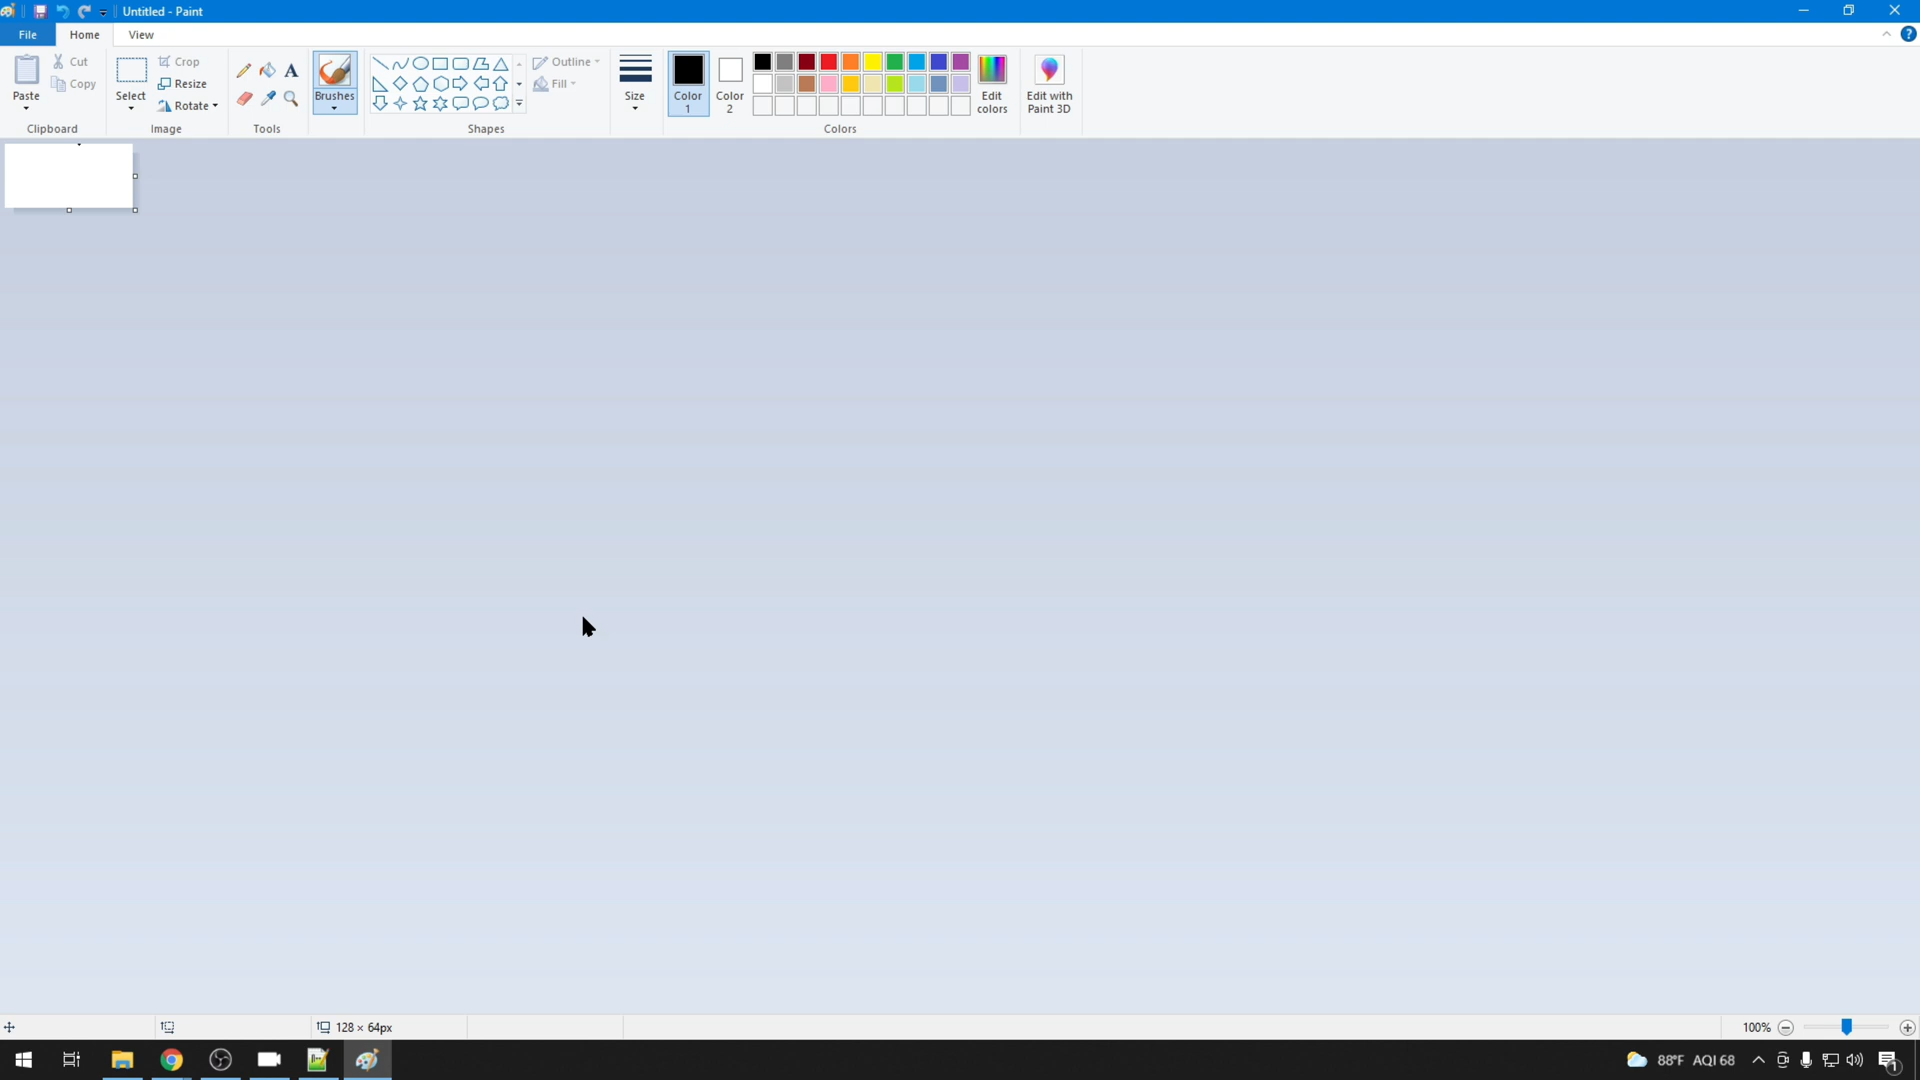 Untitled - Paint
File Home View
Paste
Cut
Copy
Clipboard
Select
Crop
Resize
Rotate
Image
A
Tools
Brushes
Shapes
Outline
Fill
Size
Color 1
Color 2
Colors
Edit colors
Edit with Paint 3D
?
128 × 64px
100%
88°F AQI 68
1